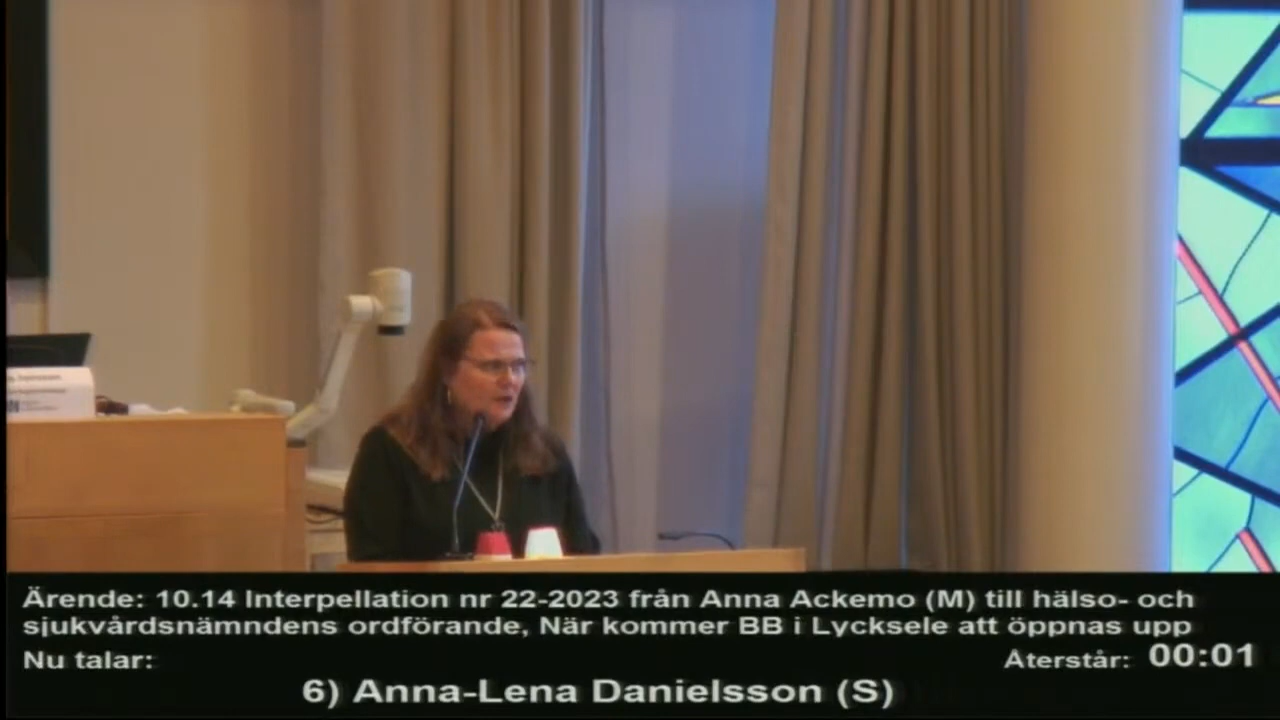 Ärende: 10.14 Interpellation nr 22-2023 från Anna Ackemo (M) till hälso- och
sjukvårdsnämndens ordförande, När kommer BB i Lycksele att öppnas upp
Nu talar:
Återstår: 00:01
6) Anna-Lena Danielsson (S)